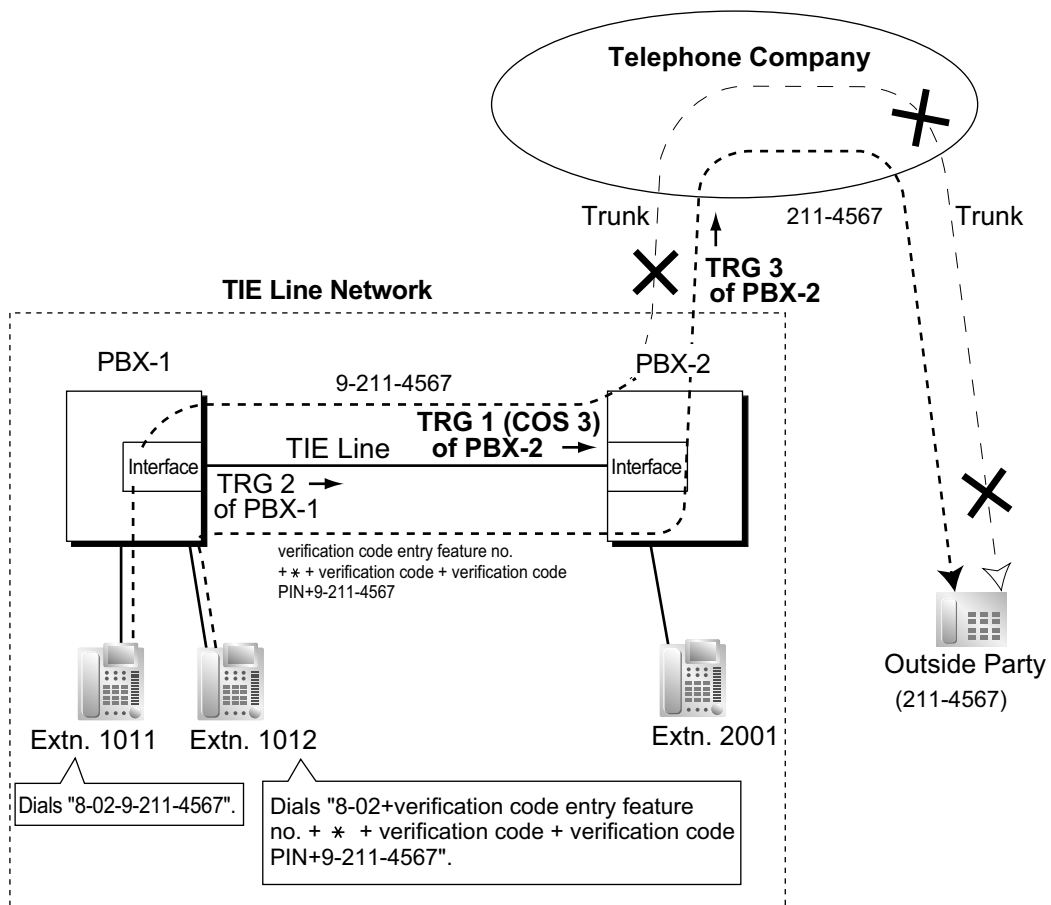 Telephone Company
Trunk
211-4567
Trunk
TRG 3
of PBX-2
TIE Line Network
PBX-1
PBX-2
9-211-4567
TRG 1 (COS 3)
of PBX-2
TIE Line
Interface
Interface
TRG 2
of PBX-1
verification code entry feature no.
+ * + verification code + verification code
PIN+9-211-4567
Outside Party
(211-4567)
Extn. 1011
Extn. 1012
Extn. 2001
Dials "8-02-9-211-4567".
Dials "8-02+verification code entry feature
no. + * + verification code + verification code
PIN+9-211-4567".